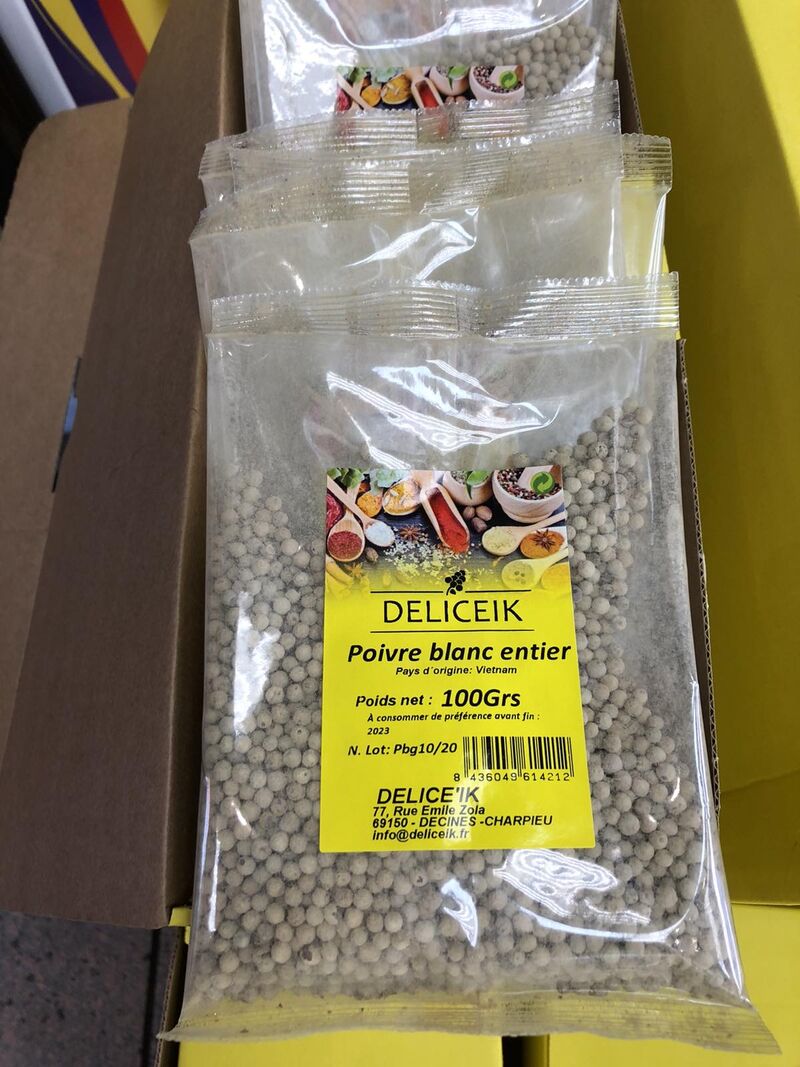 DELICEIK
Poivre blanc entier
Pays d´origine: Vietnam
Poids net : 100Grs
À consommer de préférence avant fin :
2023
N. Lot: Pbg10/20
8 436049 614212
DELICE'IK
77, Rue Emile Zola
69150 - DECINES -CHARPIEU
info@deliceik.fr